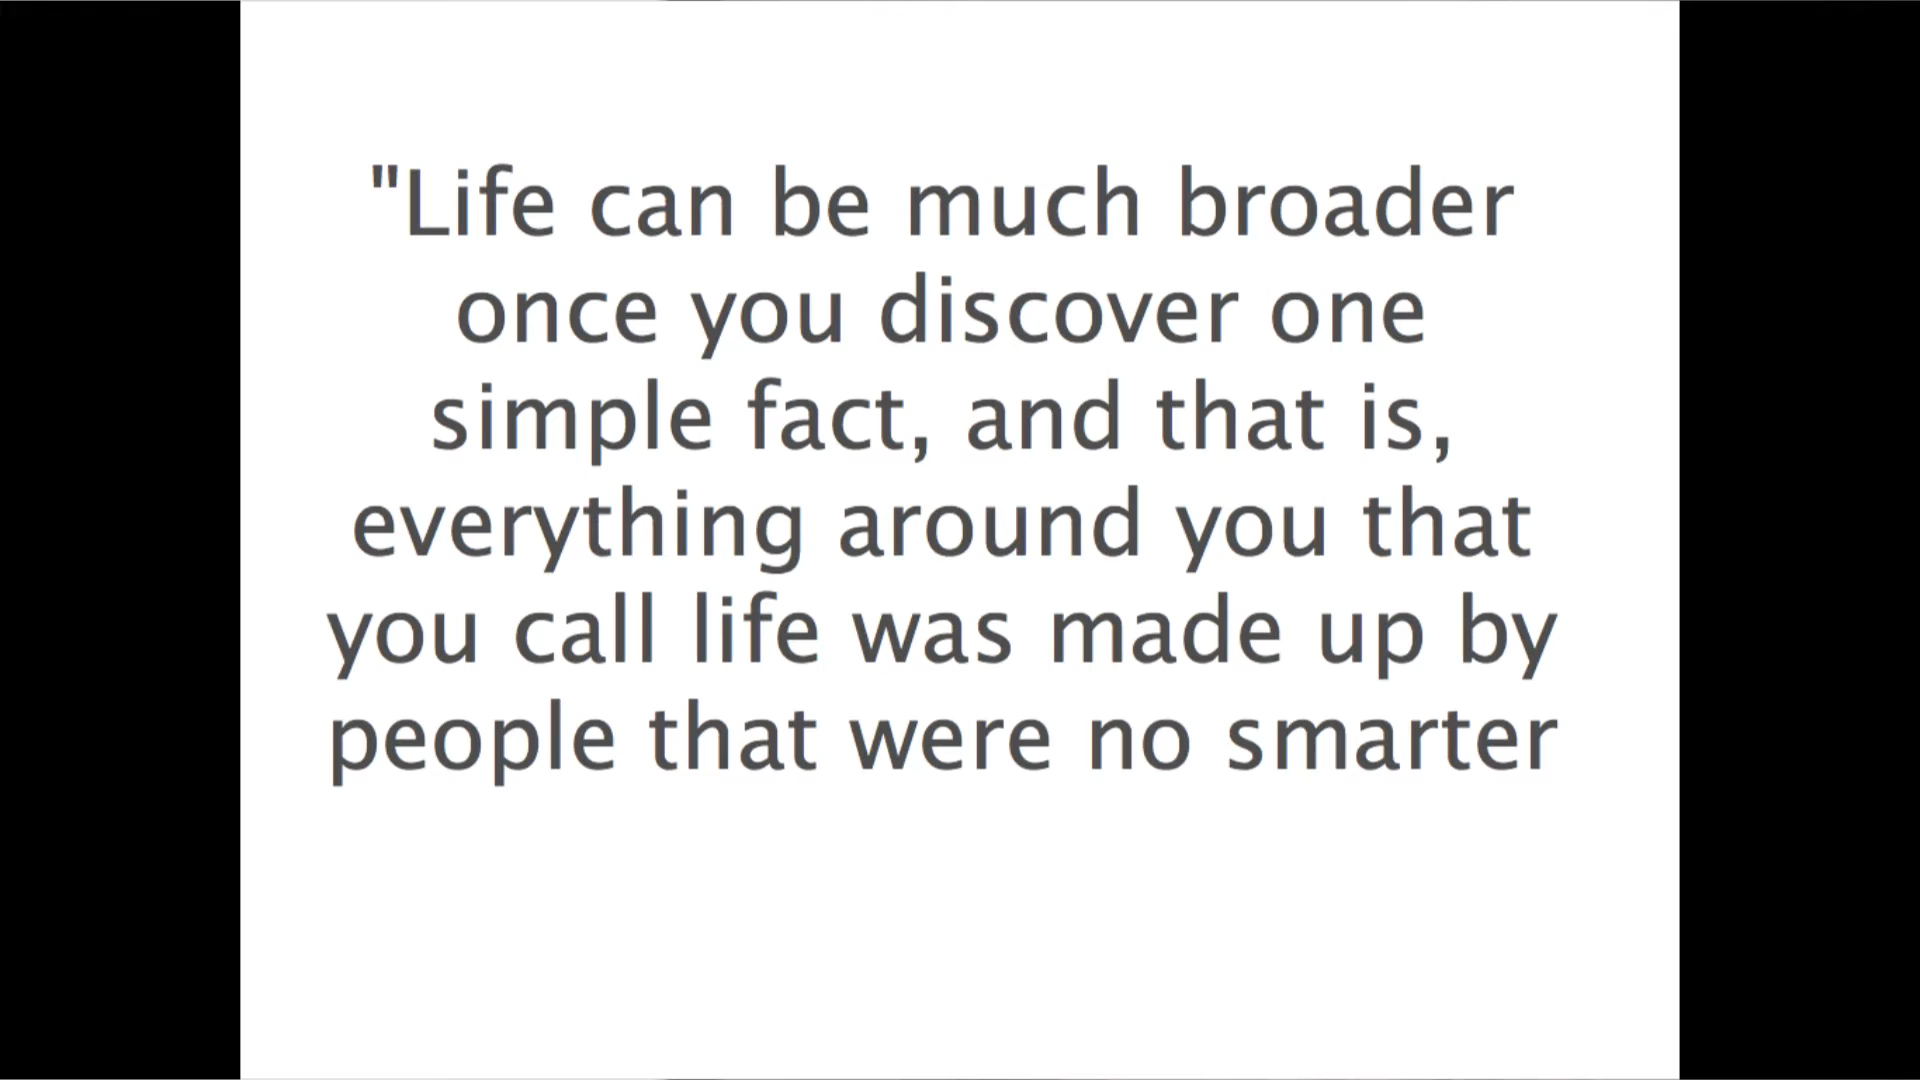 "Life can be much broader
once you discover one
simple fact, and that is,
everything around you that
you call life was made up by
people that were no smarter